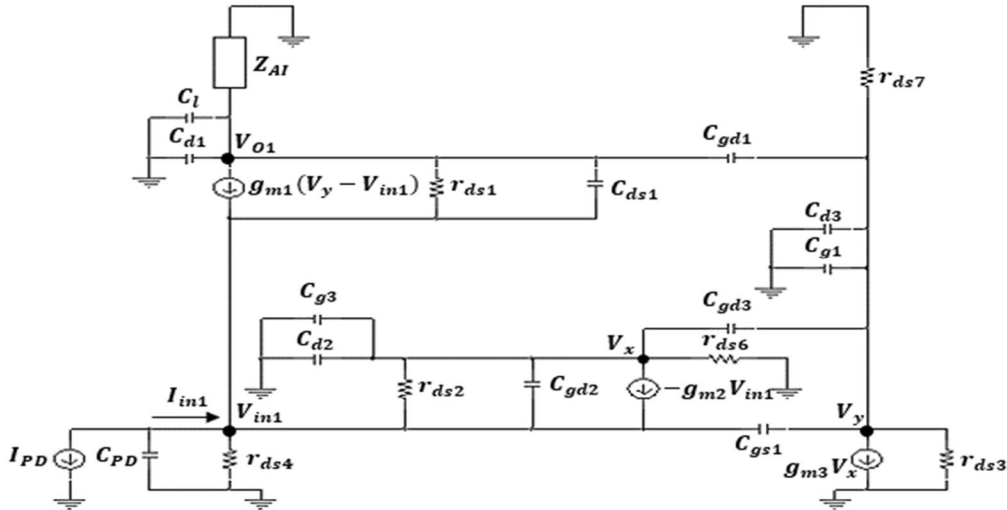 Z_AI
r_ds7
C_l
C_d1
V_O1
C_gd1
g_m1(V_y − V_in1)
r_ds1
C_ds1
C_d3
C_g1
C_g3
C_gd3
C_d2
V_x
r_ds6
r_ds2
C_gd2
−g_m2V_in1
I_in1
V_in1
V_y
C_gs1
I_PD
C_PD
r_ds4
g_m3V_x
r_ds3